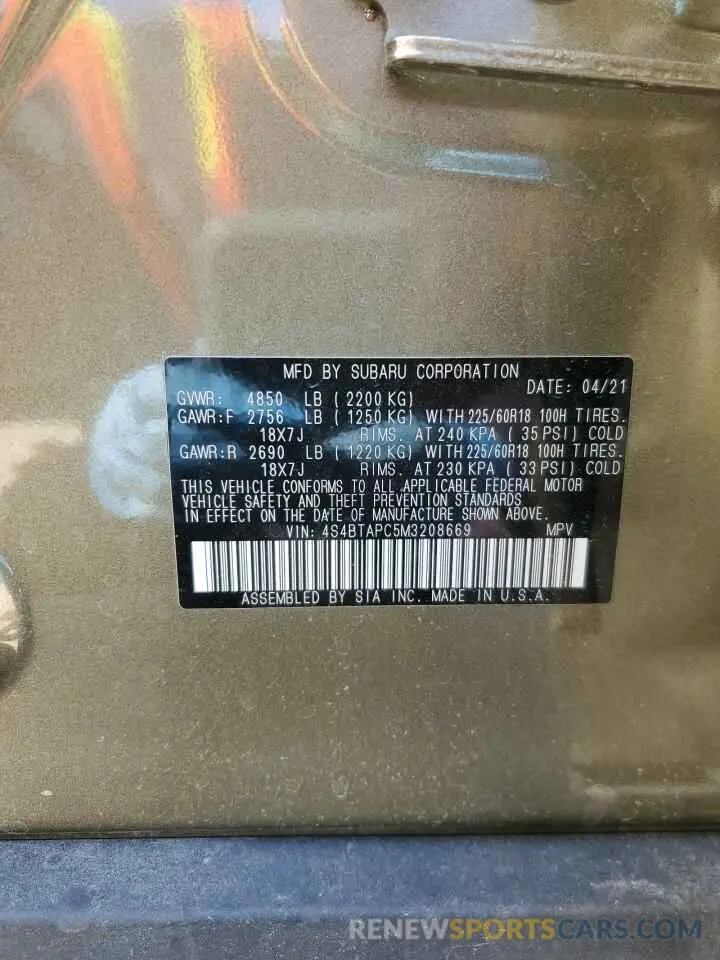 MFD BY SUBARU CORPORATION
DATE: 04/21
GVWR: 4850 LB ( 2200 KG)
GAWR:F 2756 LB ( 1250 KG) WITH 225/60R18 100H TIRES.
18X7J RIMS. AT 240 KPA ( 35 PSI) COLD
GAWR:R 2690 LB ( 1220 KG) WITH 225/60R18 100H TIRES.
18X7J RIMS. AT 230 KPA ( 33 PSI) COLD
THIS VEHICLE CONFORMS TO ALL APPLICABLE FEDERAL MOTOR
VEHICLE SAFETY AND THEFT PREVENTION STANDARDS
IN EFFECT ON THE DATE OF MANUFACTURE SHOWN ABOVE.
VIN: 4S4BTAPC5M3208669 MPV
ASSEMBLED BY SIA INC. MADE IN U.S.A.
RENEWSPORTSCARS.COM